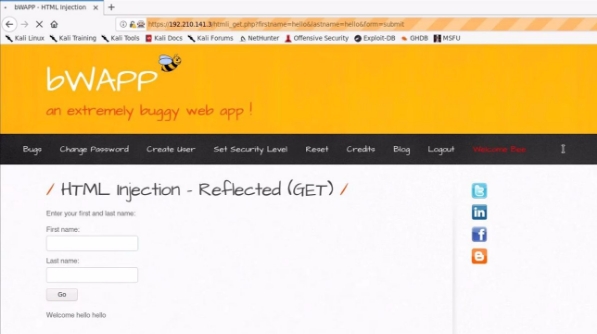 bWAPP - HTML Injection
https://192.210.141.3/htmli_get.php?firstname=hello&lastname=hello&form=submit
Kali Linux Kali Training Kali Tools Kali Docs Kali Forums NetHunter Offensive Security Exploit-DB GHDB MSFU
bWAPP
an extremely buggy web app !
Bugs Change Password Create User Set Security Level Reset Credits Blog Logout Welcome Bee
/ HTML Injection - Reflected (GET) /
Enter your first and last name:
First name:
Last name:
Go
Welcome hello hello